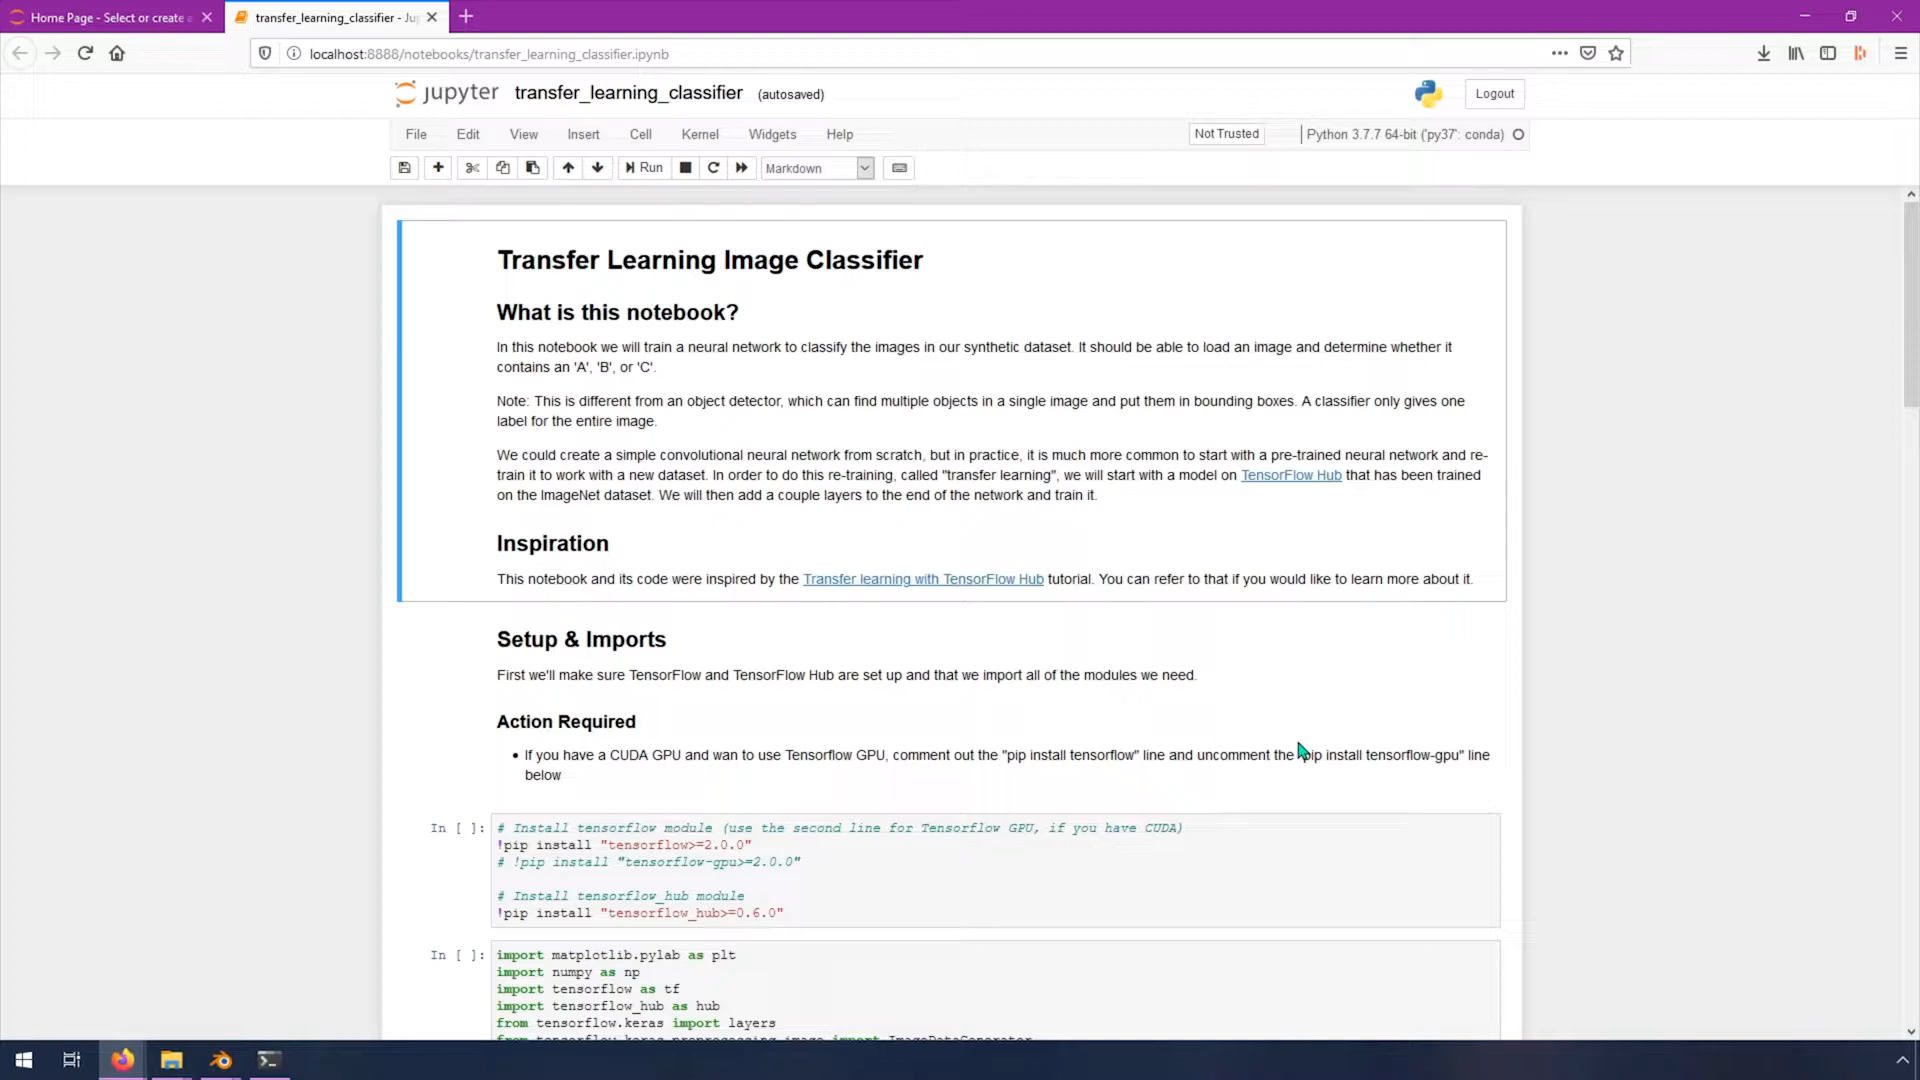 Home Page - Select or create a
transfer_learning_classifier - Ju
localhost:8888/notebooks/transfer_learning_classifier.ipynb
jupyter transfer_learning_classifier (autosaved)
Logout
File Edit View Insert Cell Kernel Widgets Help
Not Trusted
Python 3.7.7 64-bit ('py37': conda)
Run
Markdown
Transfer Learning Image Classifier
What is this notebook?
In this notebook we will train a neural network to classify the images in our synthetic dataset. It should be able to load an image and determine whether it
contains an 'A', 'B', or 'C'.
Note: This is different from an object detector, which can find multiple objects in a single image and put them in bounding boxes. A classifier only gives one
label for the entire image.
We could create a simple convolutional neural network from scratch, but in practice, it is much more common to start with a pre-trained neural network and re-
train it to work with a new dataset. In order to do this re-training, called "transfer learning", we will start with a model on TensorFlow Hub that has been trained
on the ImageNet dataset. We will then add a couple layers to the end of the network and train it.
Inspiration
This notebook and its code were inspired by the Transfer learning with TensorFlow Hub tutorial. You can refer to that if you would like to learn more about it.
Setup & Imports
First we'll make sure TensorFlow and TensorFlow Hub are set up and that we import all of the modules we need.
Action Required
• If you have a CUDA GPU and wan to use Tensorflow GPU, comment out the "pip install tensorflow" line and uncomment the "pip install tensorflow-gpu" line
below
In [ ]: # Install tensorflow module (use the second line for Tensorflow GPU, if you have CUDA)
!pip install "tensorflow>=2.0.0"
# !pip install "tensorflow-gpu>=2.0.0"
# Install tensorflow_hub module
!pip install "tensorflow_hub>=0.6.0"
In [ ]: import matplotlib.pylab as plt
import numpy as np
import tensorflow as tf
import tensorflow_hub as hub
from tensorflow.keras import layers
from tensorflow.keras.preprocessing.image import ImageDataGenerator